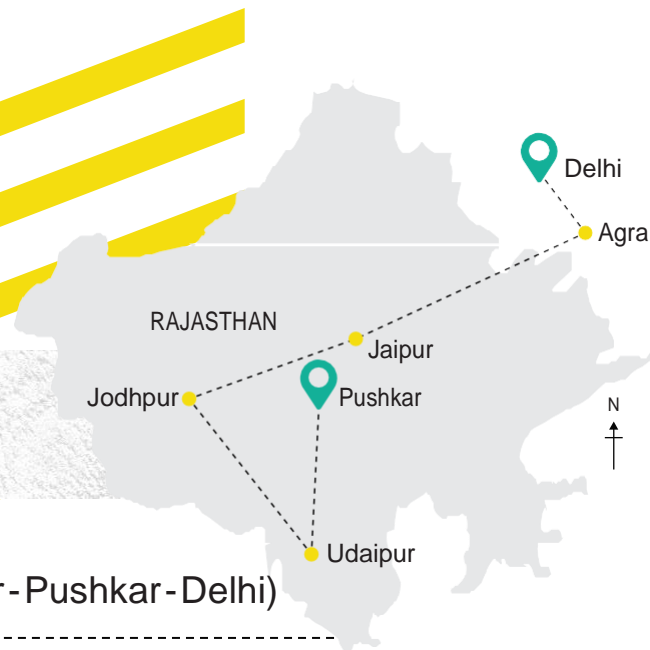 Delhi
Agra
RAJASTHAN
Jaipur
Jodhpur
Pushkar
N
Udaipur
r-Pushkar-Delhi)